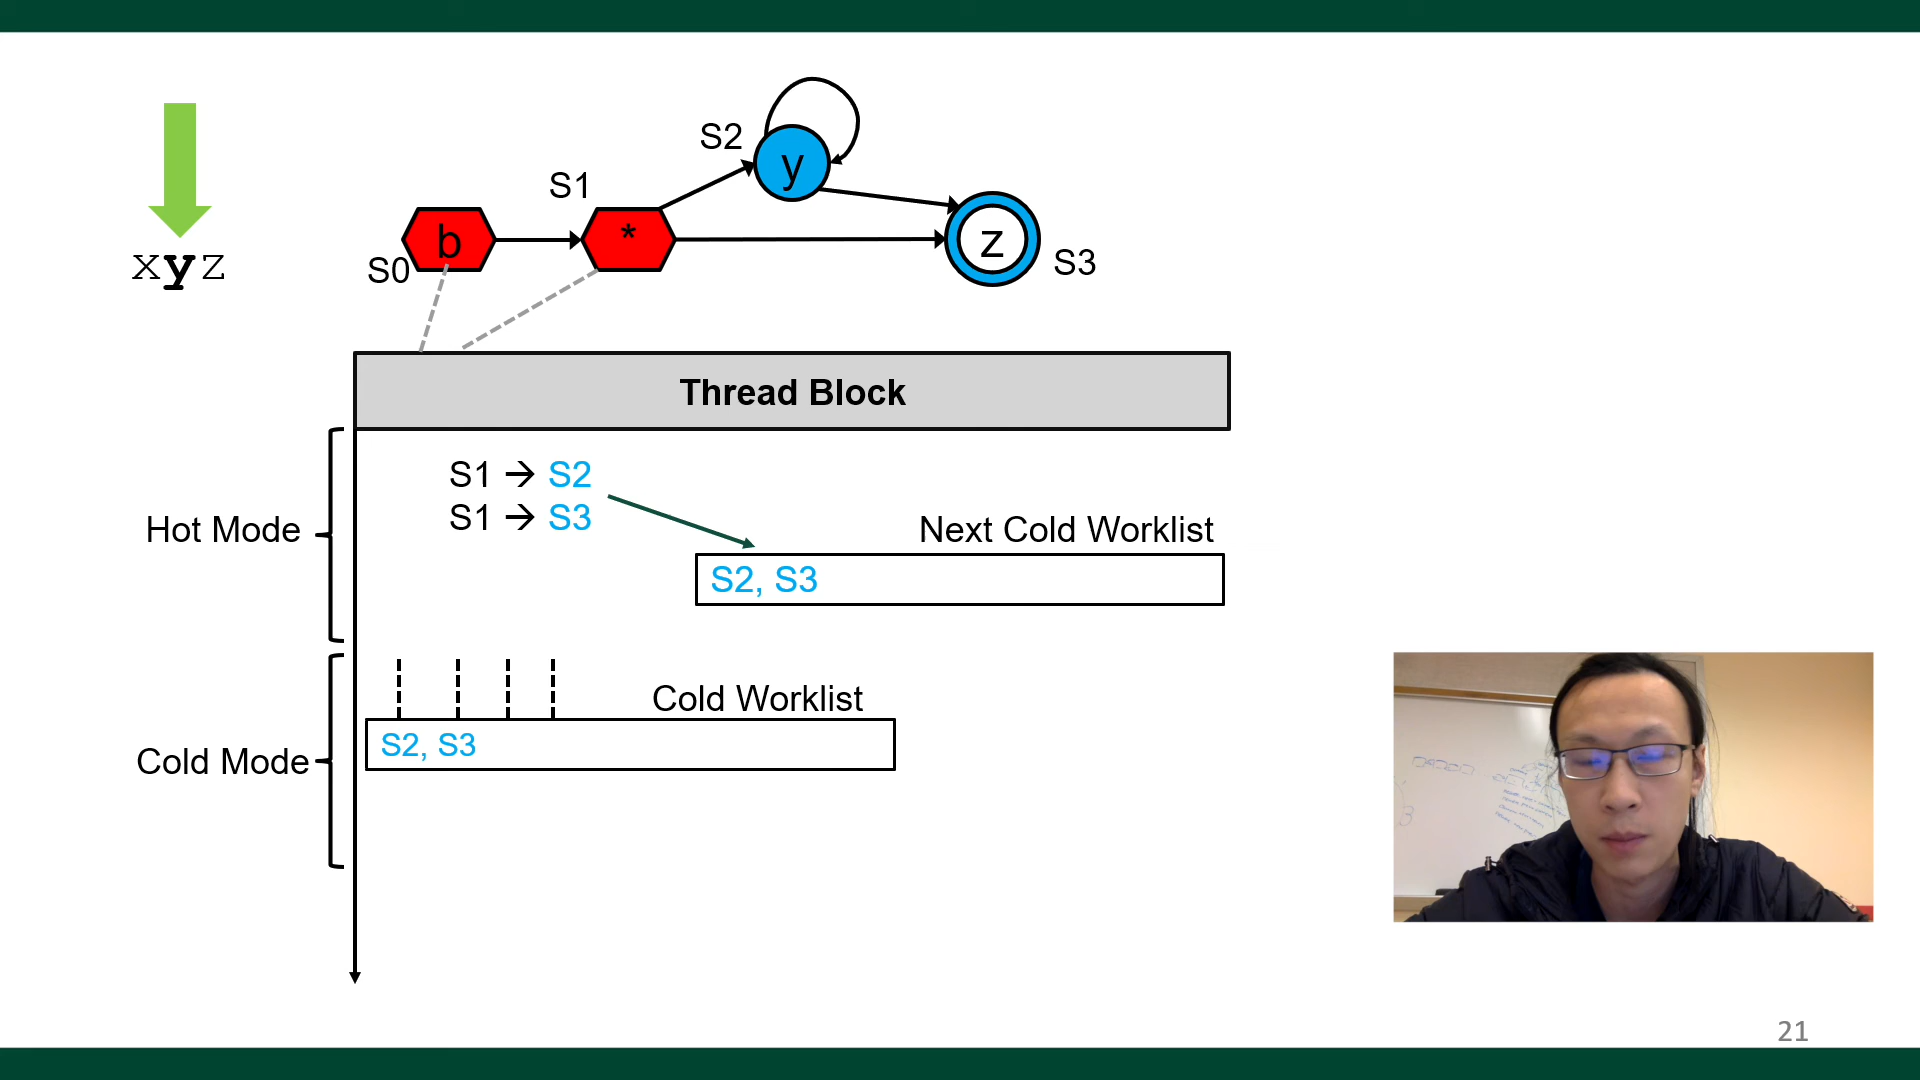 S2
y
S1
b
*
S0
z
S3
xyz
Thread Block
S1 → S2
S1 → S3
Hot Mode
Next Cold Worklist
S2, S3
Cold Worklist
S2, S3
Cold Mode
21